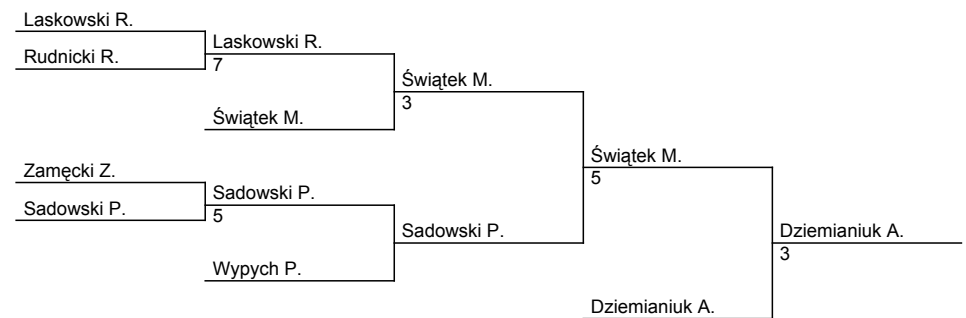 Laskowski R.
Rudnicki R.
Laskowski R.
7
Świątek M.
Świątek M.
3
Zamęcki Z.
Sadowski P.
Sadowski P.
5
Wypych P.
Sadowski P.
Świątek M.
5
Dziemianiuk A.
Dziemianiuk A.
3